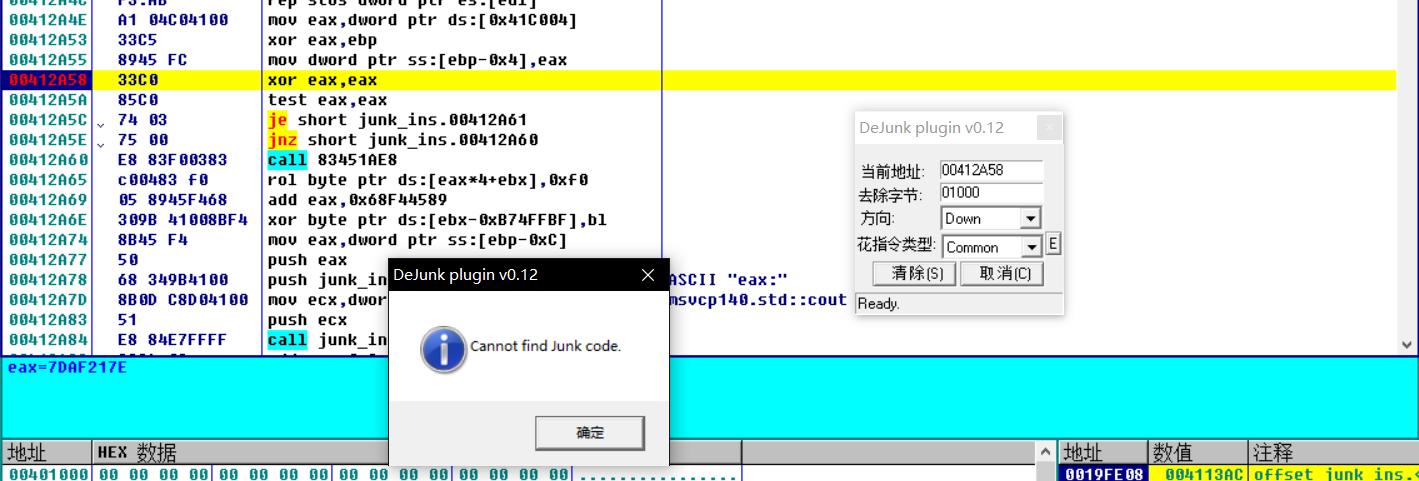 00412A4C F3:AB rep stos dword ptr es:[edi]
00412A4E A1 04C04100 mov eax,dword ptr ds:[0x41C004]
00412A53 33C5 xor eax,ebp
00412A55 8945 FC mov dword ptr ss:[ebp-0x4],eax
00412A58 33C0 xor eax,eax
00412A5A 85C0 test eax,eax
00412A5C 74 03 je short junk_ins.00412A61
00412A5E 75 00 jnz short junk_ins.00412A60
00412A60 E8 83F00383 call 83451AE8
00412A65 c00483 f0 rol byte ptr ds:[eax*4+ebx],0xf0
00412A69 05 8945F468 add eax,0x68F44589
00412A6E 309B 41008BF4 xor byte ptr ds:[ebx-0xB74FFBF],bl
00412A74 8B45 F4 mov eax,dword ptr ss:[ebp-0xC]
00412A77 50 push eax
00412A78 68 349B4100 push junk_in ASCII "eax:"
00412A7D 8B0D C8D04100 mov ecx,dwor msvcp140.std::cout
00412A83 51 push ecx
00412A84 E8 84E7FFFF call junk_in
DeJunk plugin v0.12
当前地址: 00412A58
去除字节: 01000
方向: Down
花指令类型: Common E
清除(S) 取消(C)
Ready.
DeJunk plugin v0.12
Cannot find Junk code.
确定
eax=7DAF217E
地址 HEX 数据
00401000 00 00 00 00 00 00 00 00 00 00 00 00 00 00 00 00 ................
地址 数值 注释
0019FE08 004113AC offset junk_ins.<